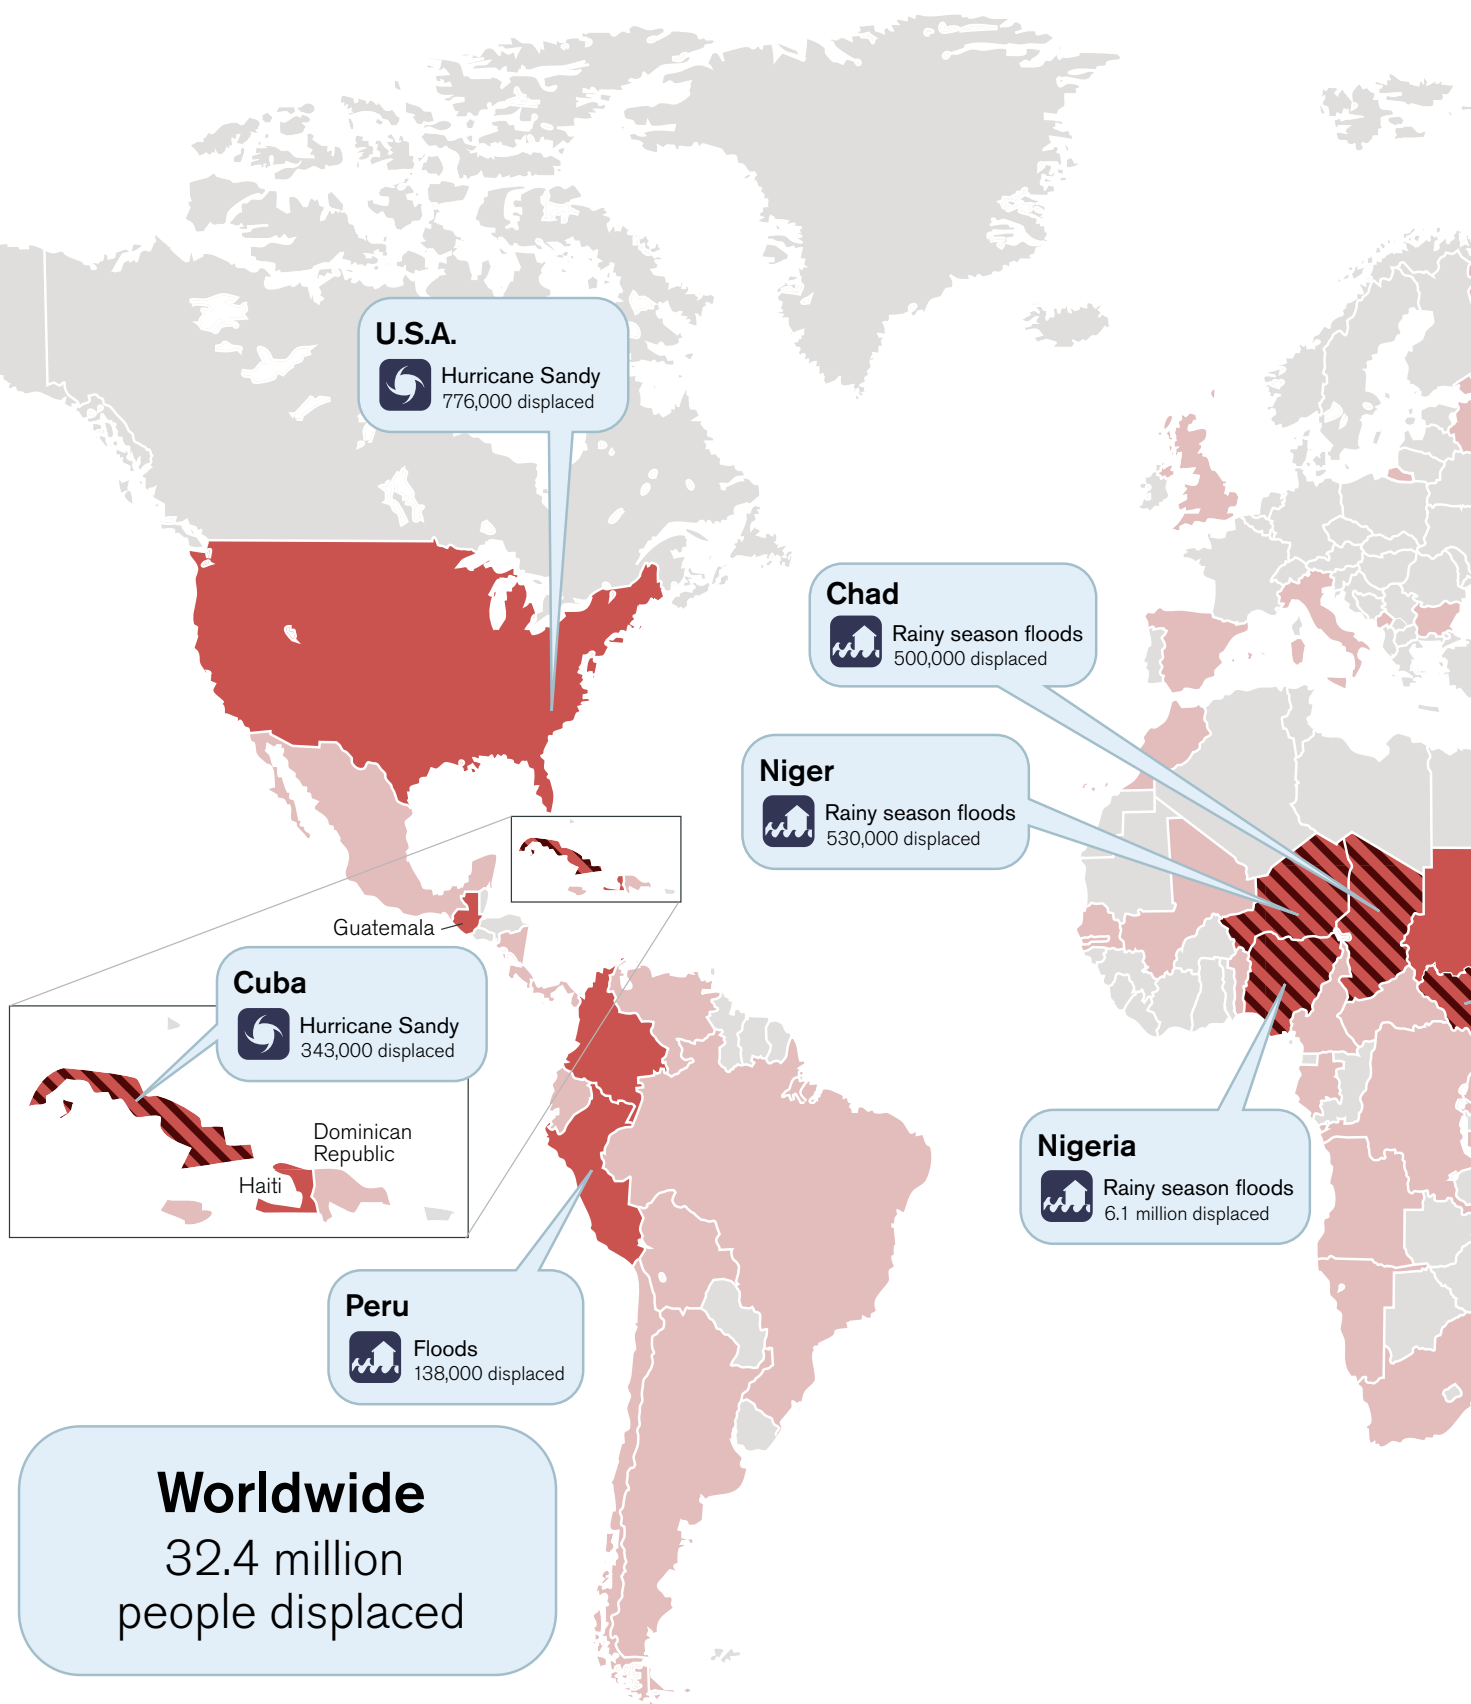 U.S.A.
Hurricane Sandy
776,000 displaced
Chad
Rainy season floods
500,000 displaced
Niger
Rainy season floods
530,000 displaced
Guatemala
Cuba
Hurricane Sandy
343,000 displaced
Dominican
Republic
Haiti
Nigeria
Rainy season floods
6.1 million displaced
Peru
Floods
138,000 displaced
Worldwide
32.4 million
people displaced